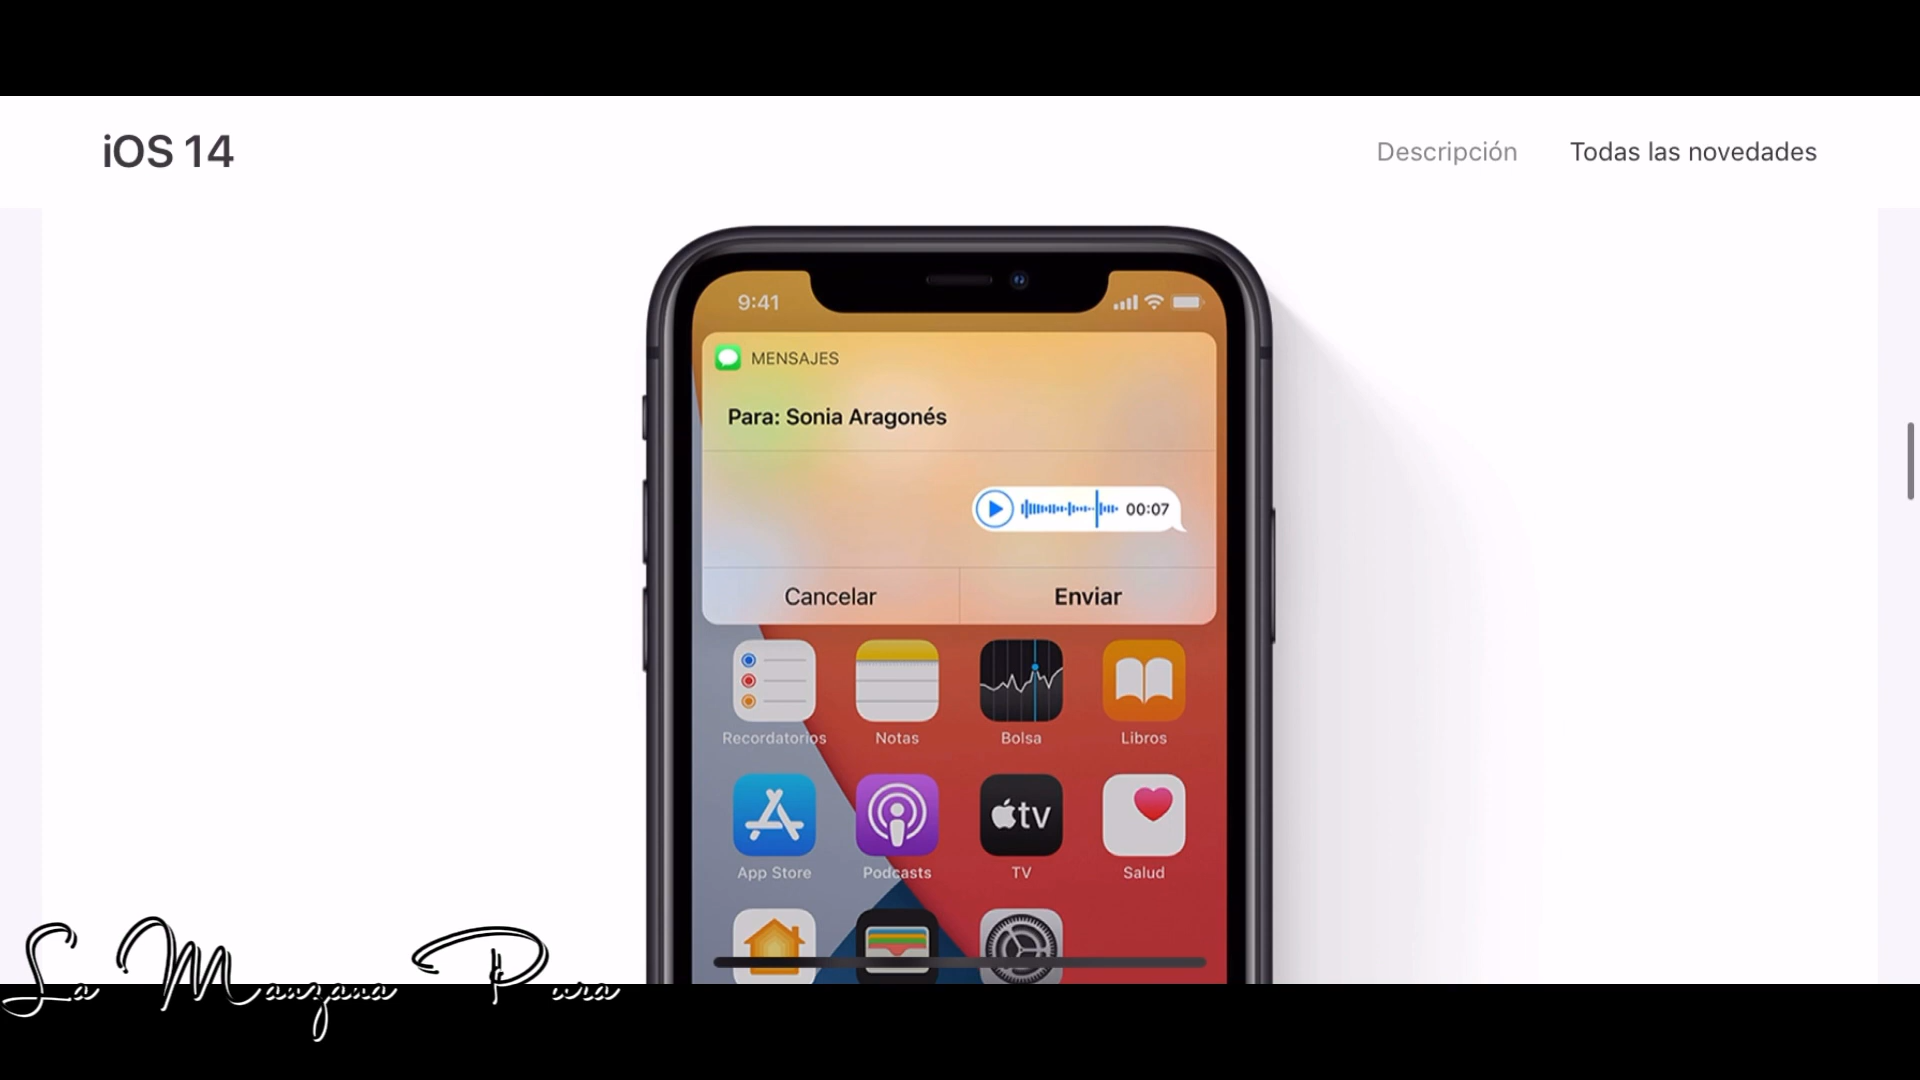 iOS 14
Descripción
Todas las novedades
9:41
MENSAJES
Para: Sonia Aragonés
00:07
Cancelar
Enviar
Recordatorios
Notas
Bolsa
Libros
tv
App Store
Podcasts
TV
Salud
La Manzana Pura